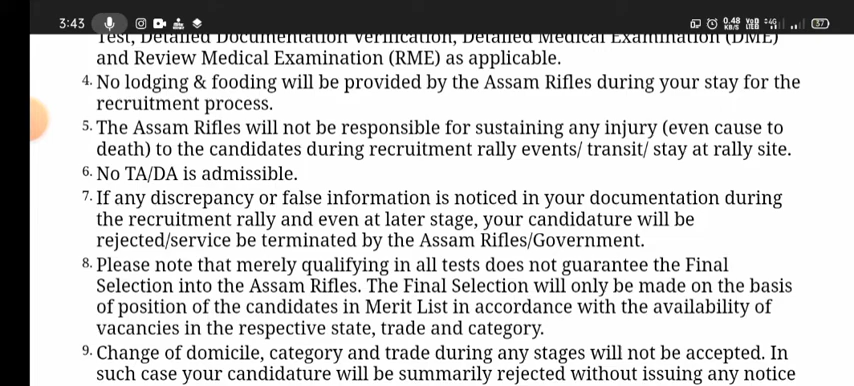 3:43
0.48 KB/S VoD LTED 4G 37
Test, Detailed Documentation Verification, Detailed Medical Examination (DME)
and Review Medical Examination (RME) as applicable.
4. No lodging & fooding will be provided by the Assam Rifles during your stay for the
recruitment process.
5. The Assam Rifles will not be responsible for sustaining any injury (even cause to
death) to the candidates during recruitment rally events/ transit/ stay at rally site.
6. No TA/DA is admissible.
7. If any discrepancy or false information is noticed in your documentation during
the recruitment rally and even at later stage, your candidature will be
rejected/service be terminated by the Assam Rifles/Government.
8. Please note that merely qualifying in all tests does not guarantee the Final
Selection into the Assam Rifles. The Final Selection will only be made on the basis
of position of the candidates in Merit List in accordance with the availability of
vacancies in the respective state, trade and category.
9. Change of domicile, category and trade during any stages will not be accepted. In
such case your candidature will be summarily rejected without issuing any notice